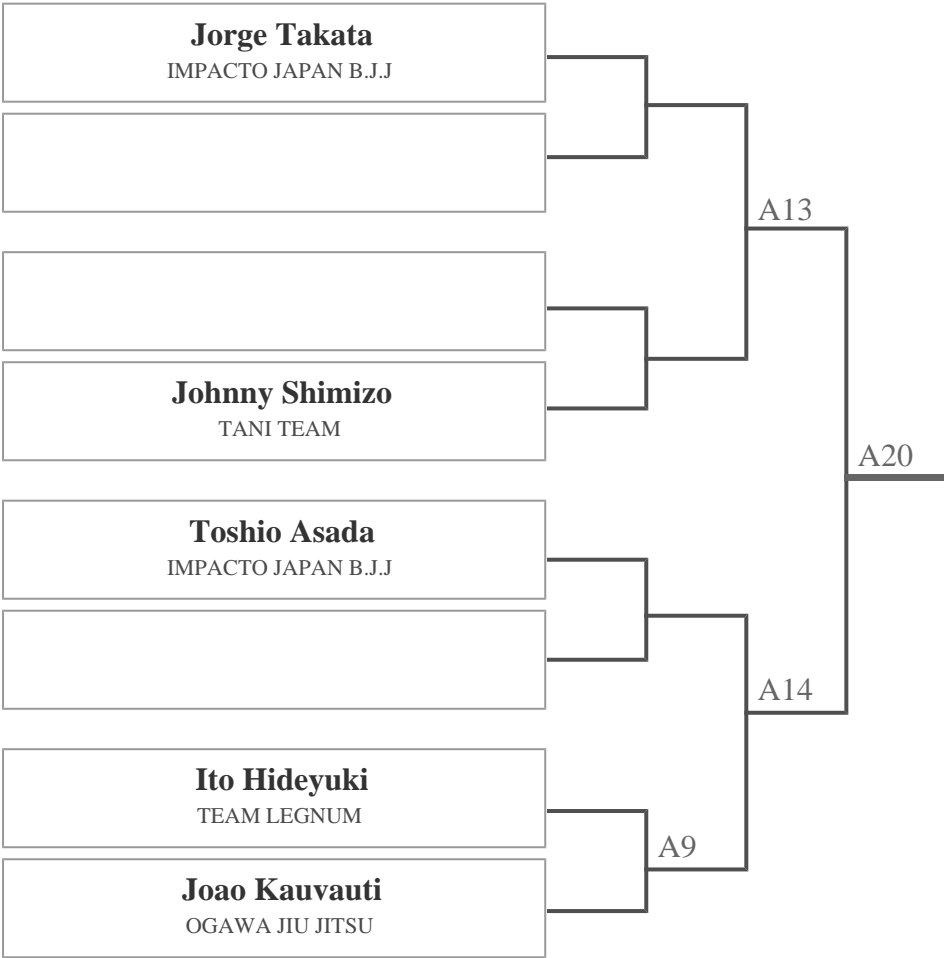 Jorge Takata
IMPACTO JAPAN B.J.J
A13
Johnny Shimizo
TANI TEAM
A20
Toshio Asada
IMPACTO JAPAN B.J.J
A14
Ito Hideyuki
TEAM LEGNUM
A9
Joao Kauvauti
OGAWA JIU JITSU